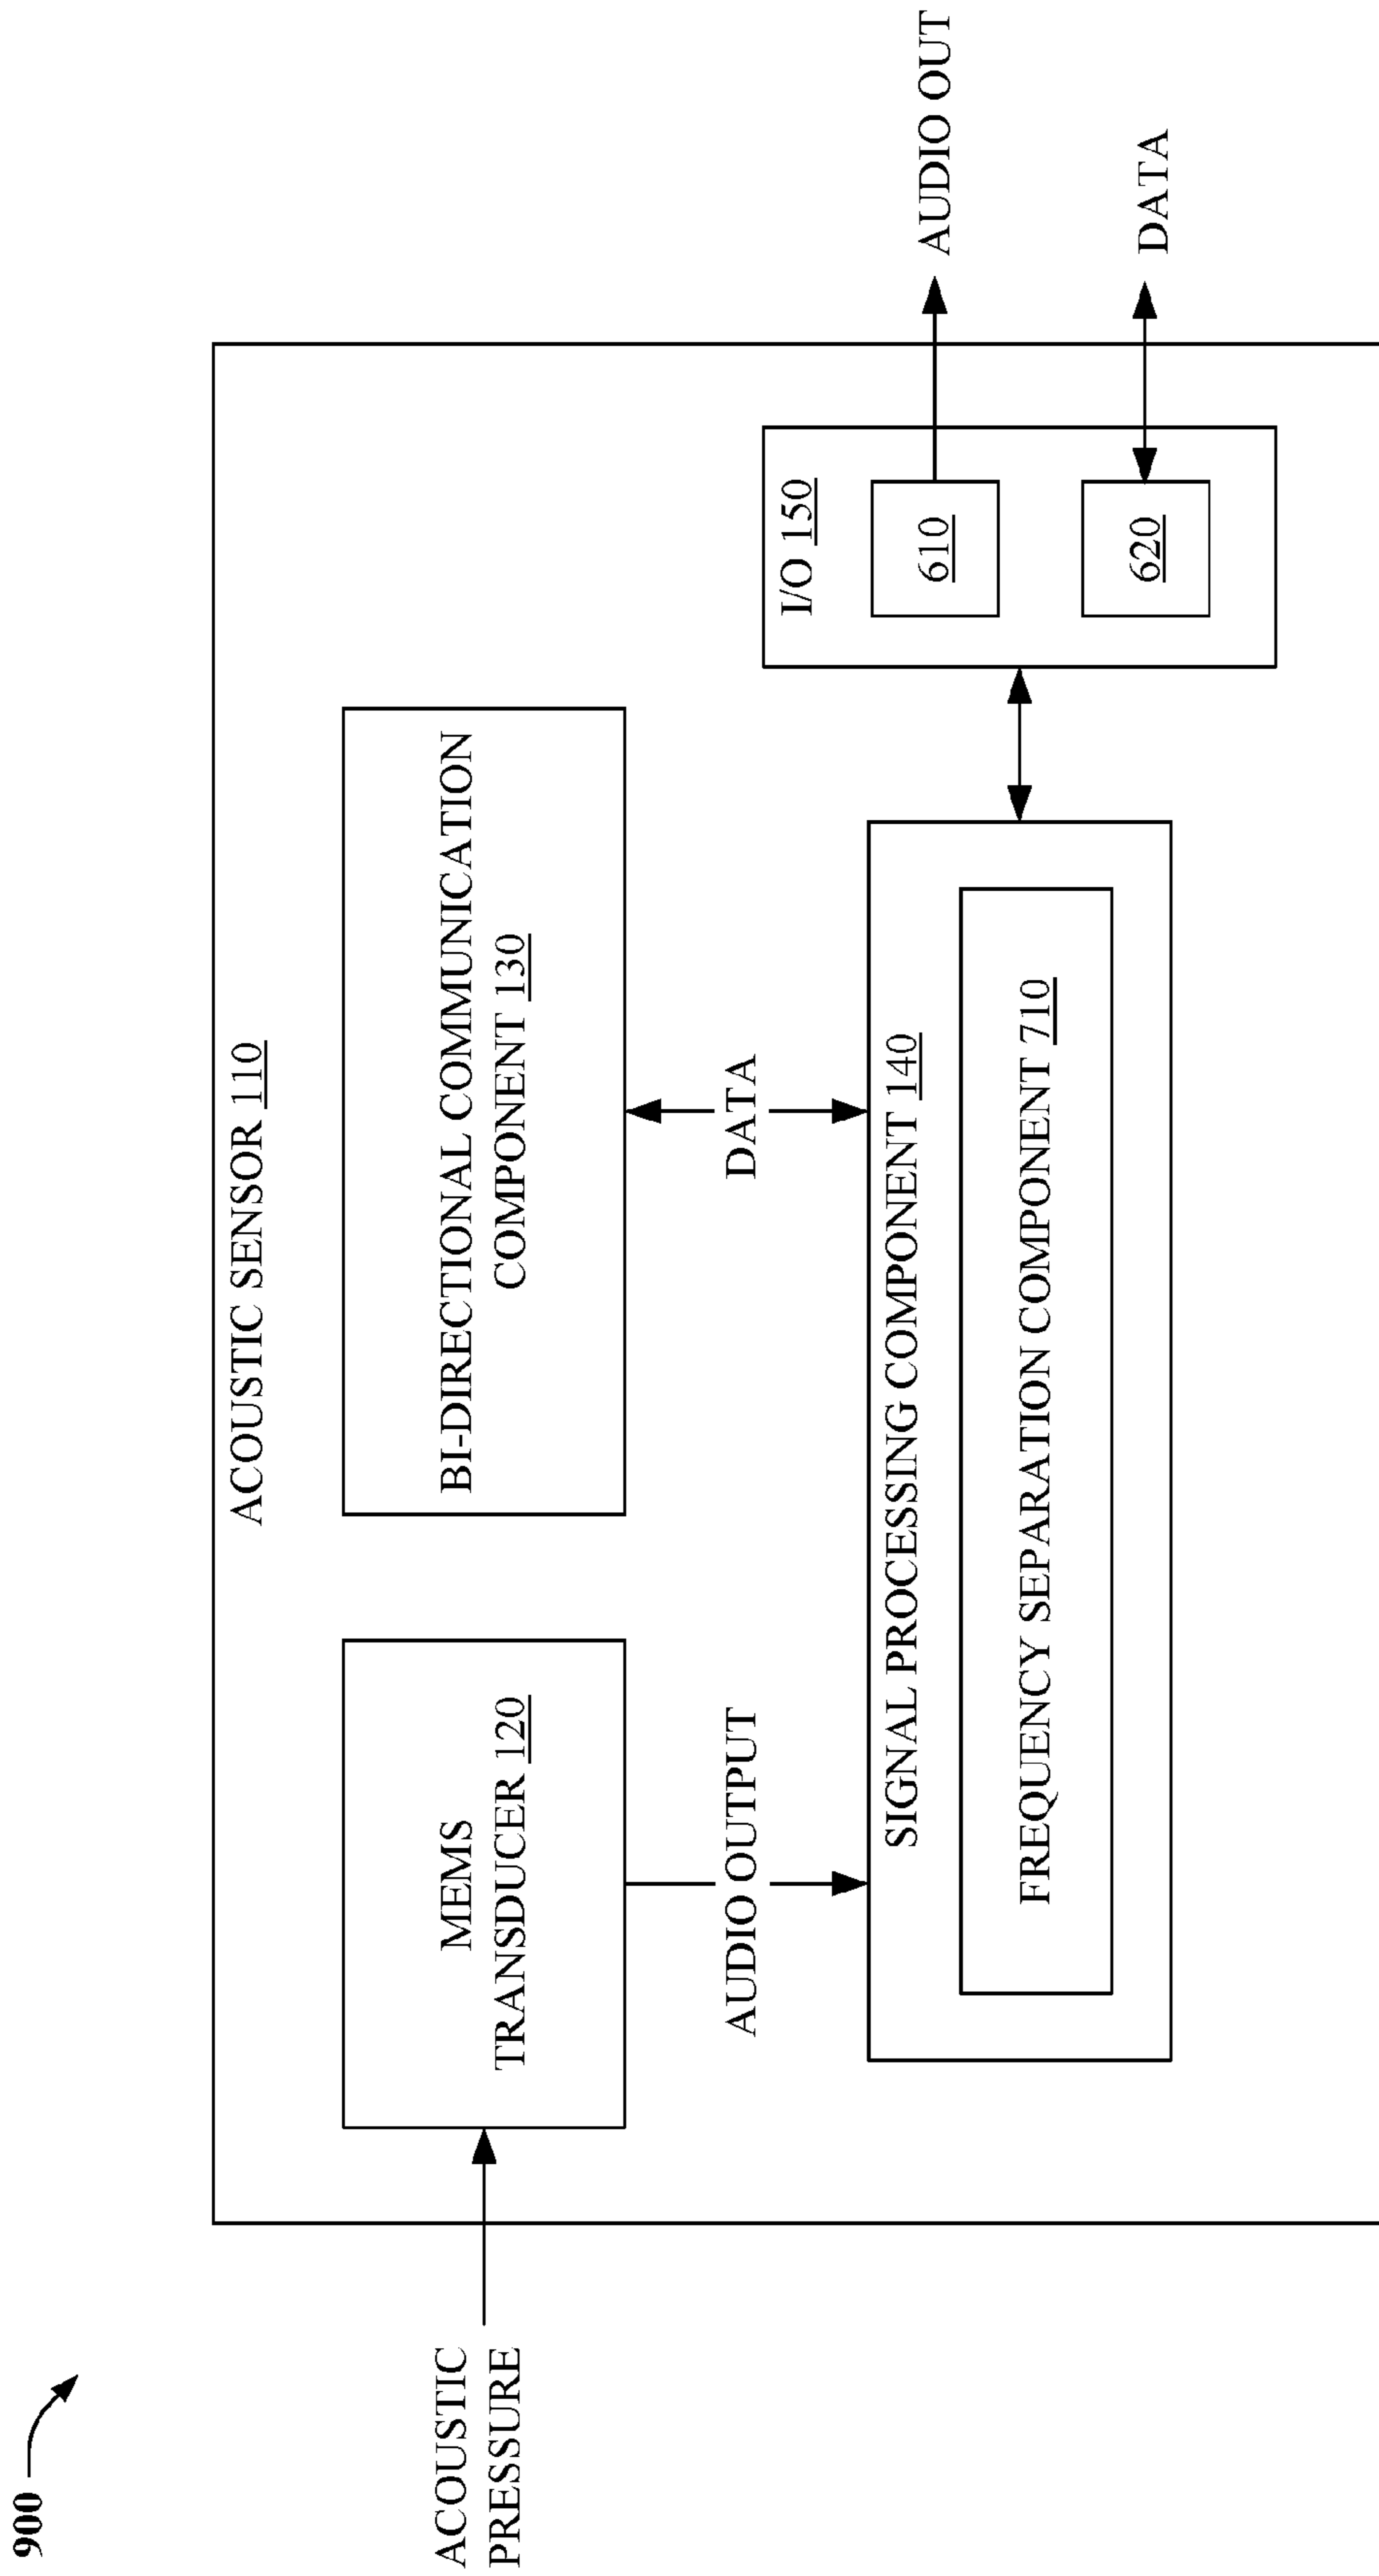 900
ACOUSTIC SENSOR 110
ACOUSTIC
PRESSURE
MEMS
TRANSDUCER 120
BI-DIRECTIONAL COMMUNICATION
COMPONENT 130
AUDIO OUTPUT
DATA
SIGNAL PROCESSING COMPONENT 140
FREQUENCY SEPARATION COMPONENT 710
I/O 150
610
620
AUDIO OUT
DATA